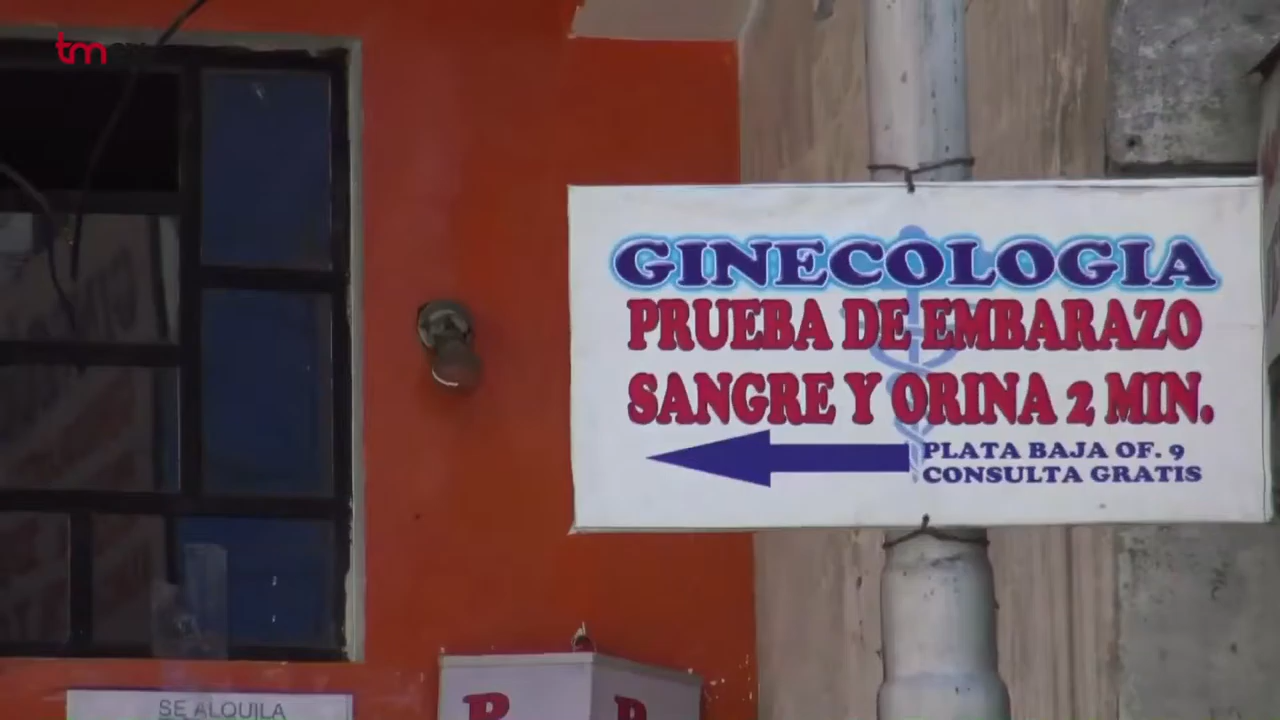 tm
GINECOLOGIA
PRUEBA DE EMBARAZO
SANGRE Y ORINA 2 MIN.
PLATA BAJA OF. 9
CONSULTA GRATIS
SE ALQUILA